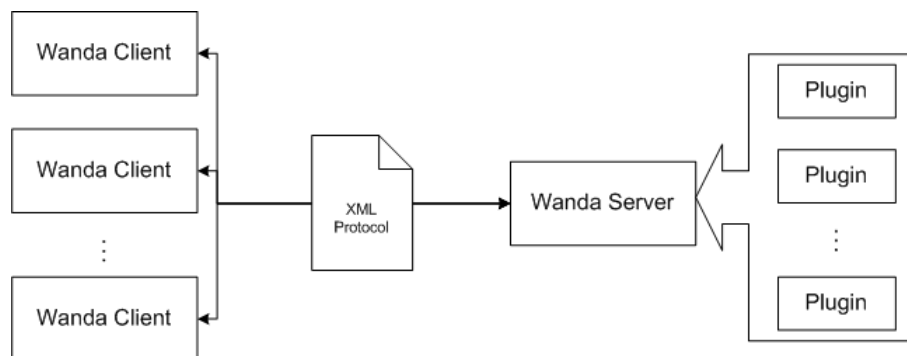 Wanda Client
Wanda Client
⋮
Wanda Client
XML
Protocol
Wanda Server
Plugin
Plugin
⋮
Plugin